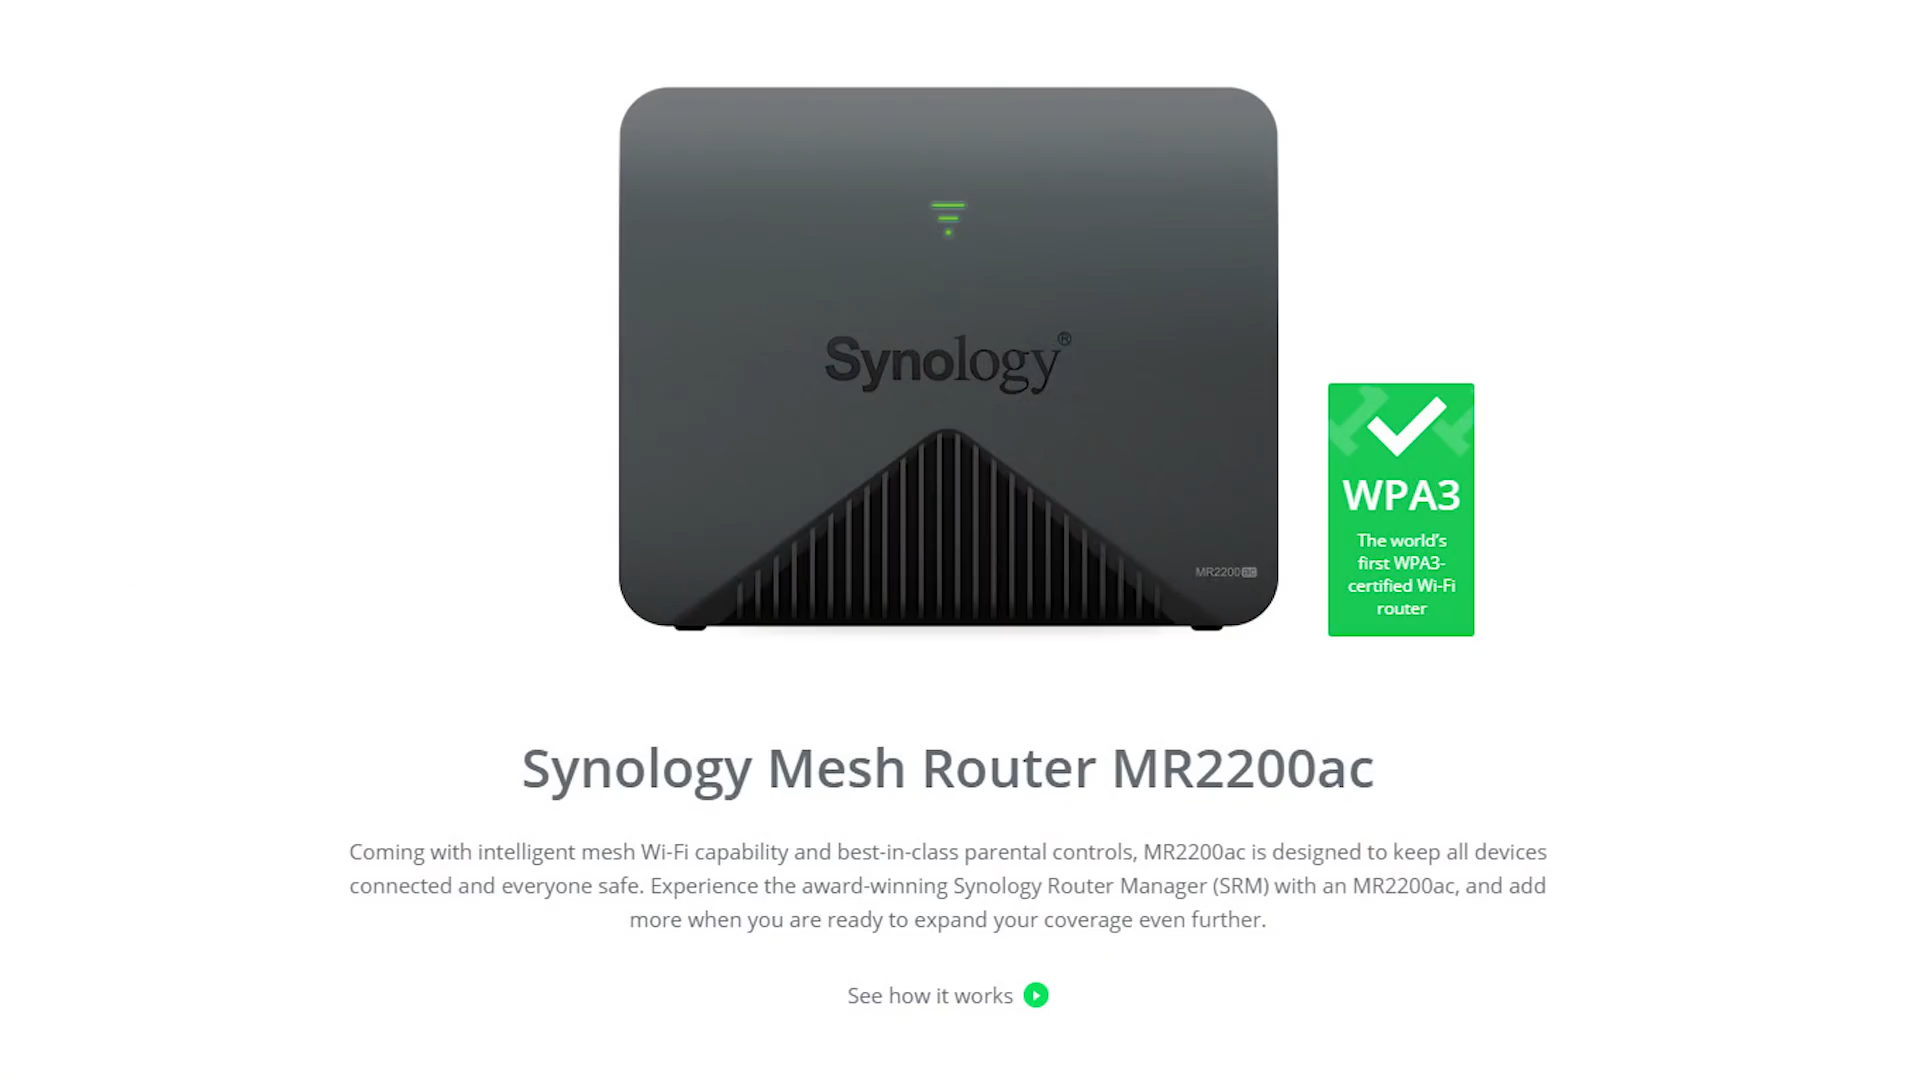 Synology®
MR2200ac
WPA3
The world’s
first WPA3-
certified Wi-Fi
router
Synology Mesh Router MR2200ac
Coming with intelligent mesh Wi-Fi capability and best-in-class parental controls, MR2200ac is designed to keep all devices
connected and everyone safe. Experience the award-winning Synology Router Manager (SRM) with an MR2200ac, and add
more when you are ready to expand your coverage even further.
See how it works